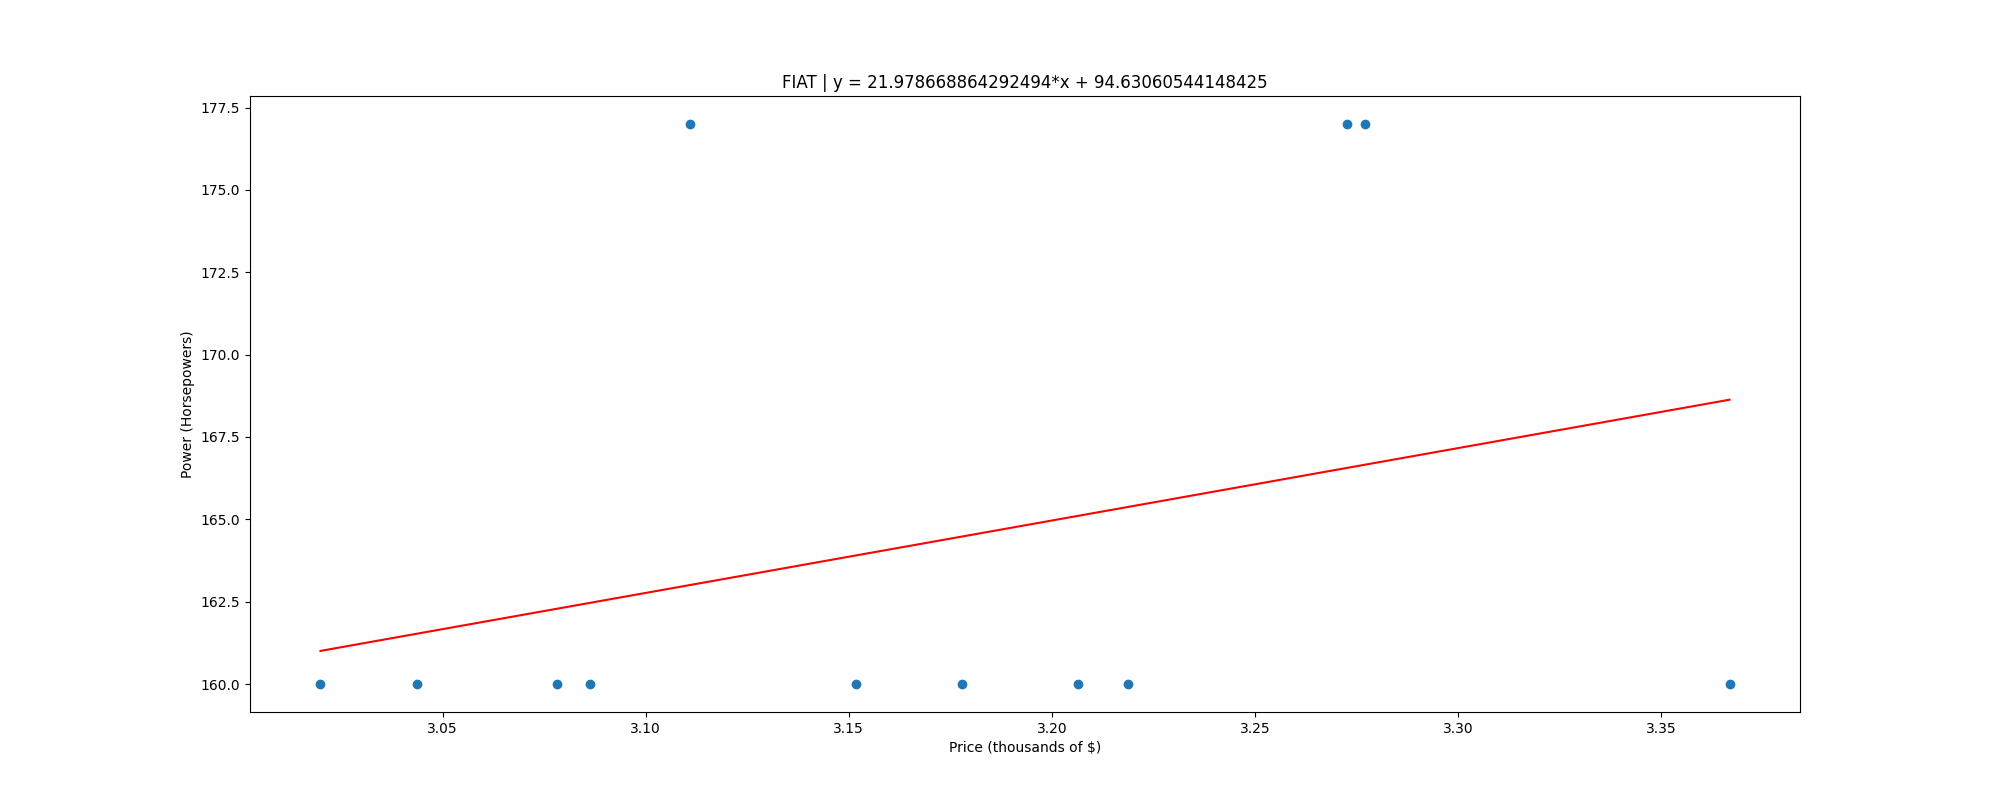 FIAT | y = 21.978668864292494*x + 94.63060544148425
177.5
175.0
172.5
170.0
167.5
165.0
162.5
160.0
Power (Horsepowers)
3.05 3.10 3.15 3.20 3.25 3.30 3.35
Price (thousands of $)